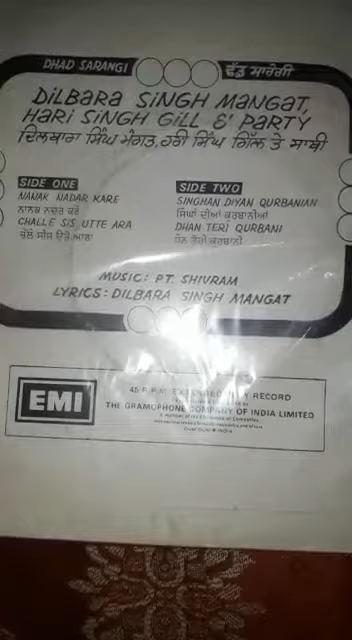 DHAD SARANGI
ਢੱਡ ਸਾਰੰਗੀ
DILBARA SINGH MANGAT,
HARI SINGH GILL & PARTY
ਦਿਲਬਾਰਾ ਸਿੰਘ ਮੰਗਤ, ਹਰੀ ਸਿੰਘ ਗਿੱਲ ਤੇ ਸਾਥੀ
SIDE ONE
NANAK NADAR KARE
ਨਾਨਕ ਨਦਰ ਕਰੇ
CHALLE SIS UTTE ARA
ਚੱਲੇ ਸੀਸ ਉਤੇ ਆਰਾ
SIDE TWO
SINGHAN DIYAN QURBANIAN
ਸਿੰਘਾਂ ਦੀਆਂ ਕੁਰਬਾਨੀਆਂ
DHAN TERI QURBANI
ਧੰਨ ਤੇਰੀ ਕੁਰਬਾਨੀ
MUSIC: PT. SHIVRAM
LYRICS: DILBARA SINGH MANGAT
EMI
45 R.P.M. RECORD
THE GRAMOPHONE COMPANY OF INDIA LIMITED